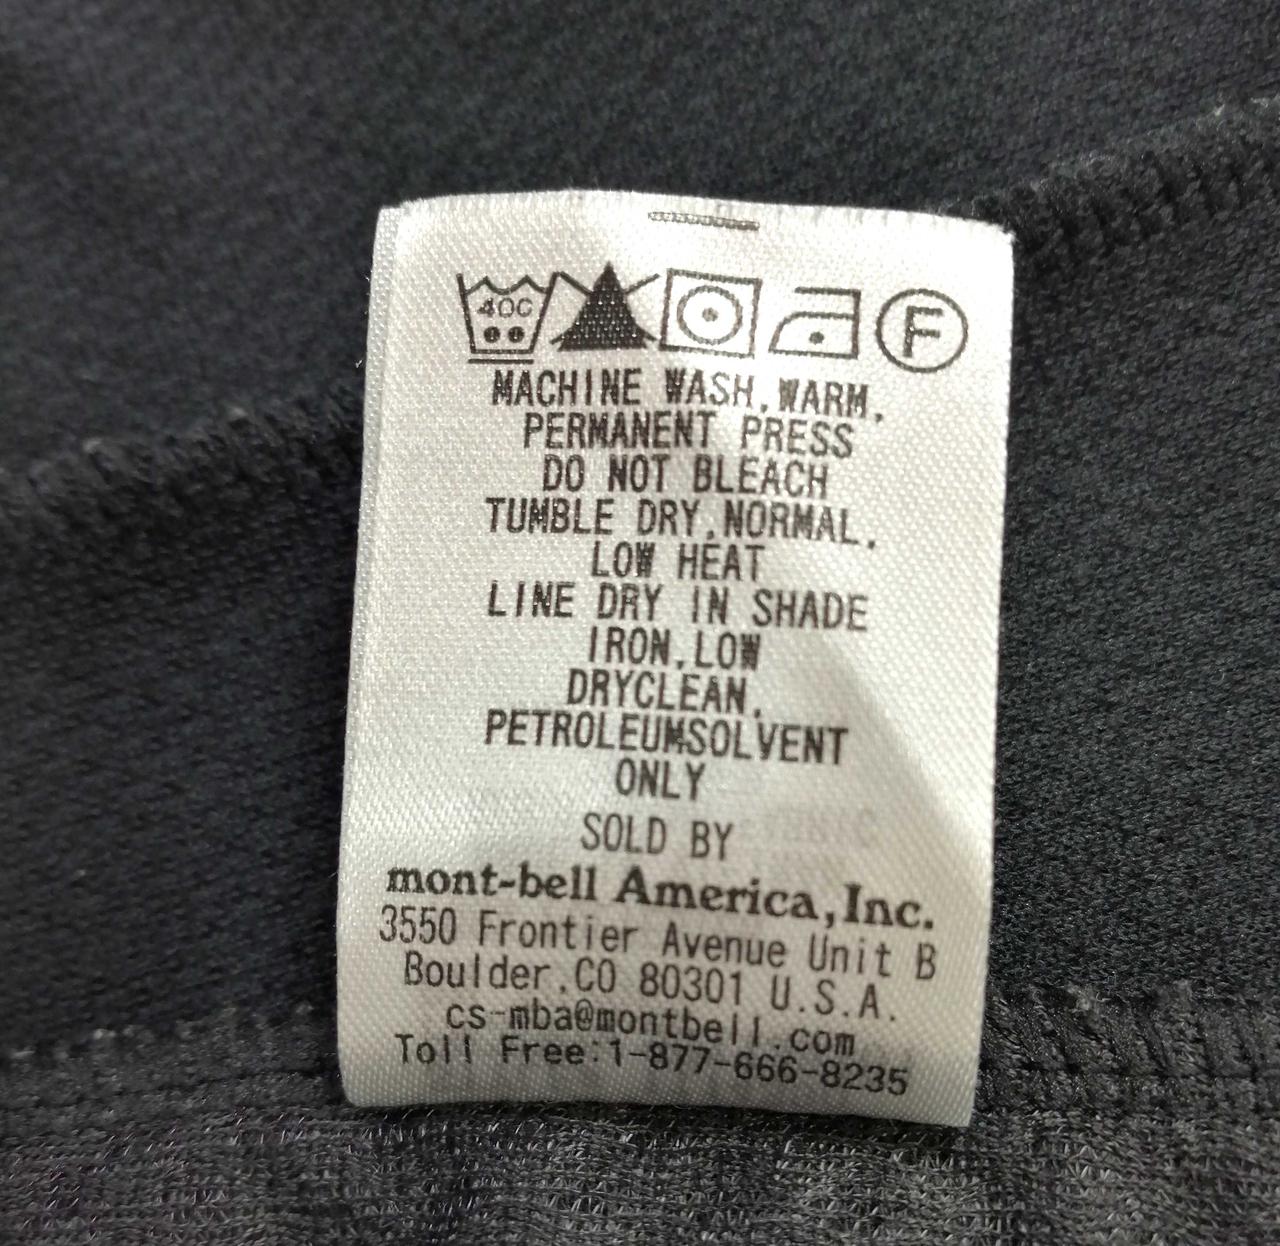 40C
F
MACHINE WASH,WARM,
PERMANENT PRESS
DO NOT BLEACH
TUMBLE DRY,NORMAL,
LOW HEAT
LINE DRY IN SHADE
IRON,LOW
DRYCLEAN,
PETROLEUMSOLVENT
ONLY
SOLD BY
mont-bell America,Inc.
3550 Frontier Avenue Unit B
Boulder,CO 80301 U.S.A.
cs-mba@montbell.com
Toll Free:1-877-666-8235